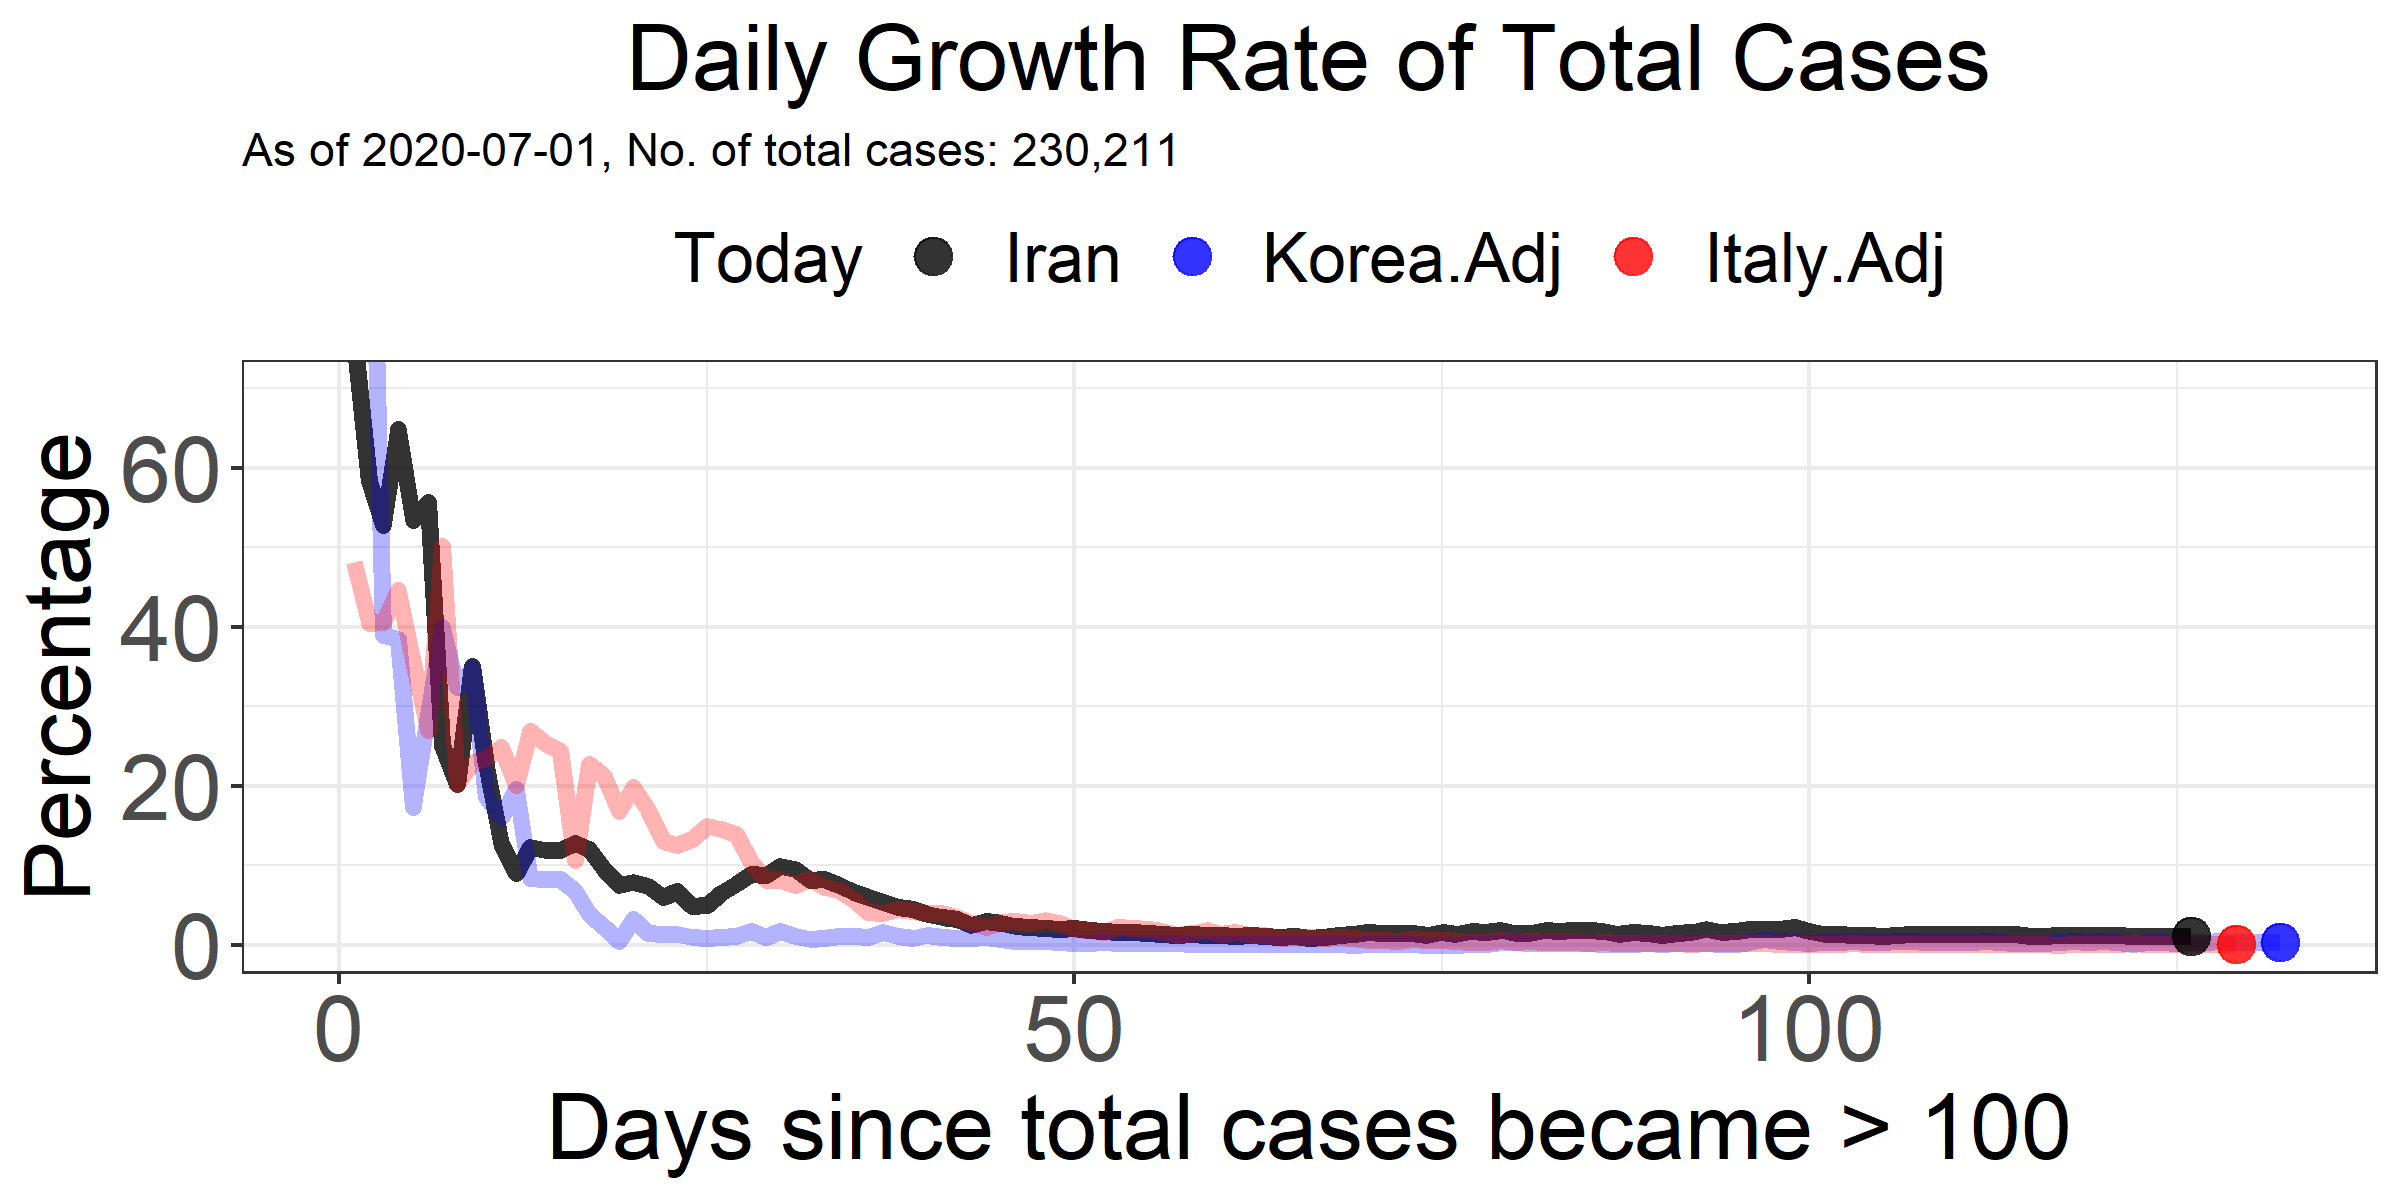 Daily Growth Rate of Total Cases
As of 2020-07-01, No. of total cases: 230,211
Today Iran Korea.Adj Italy.Adj
Percentage
60
40
20
0
0 50 100
Days since total cases became > 100